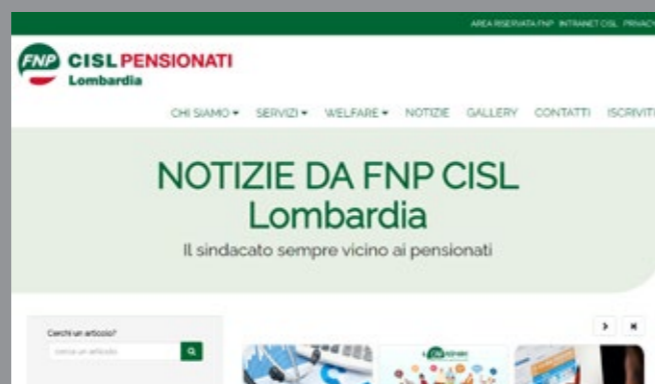 AREA RISERVATA FNP INTRANET CISL PRIVACY
FNP CISL PENSIONATI
Lombardia
CHI SIAMO SERVIZI WELFARE NOTIZIE GALLERY CONTATTI ISCRIVITI
NOTIZIE DA FNP CISL
Lombardia
Il sindacato sempre vicino ai pensionati
Cerchi un articolo?
cerca un articolo